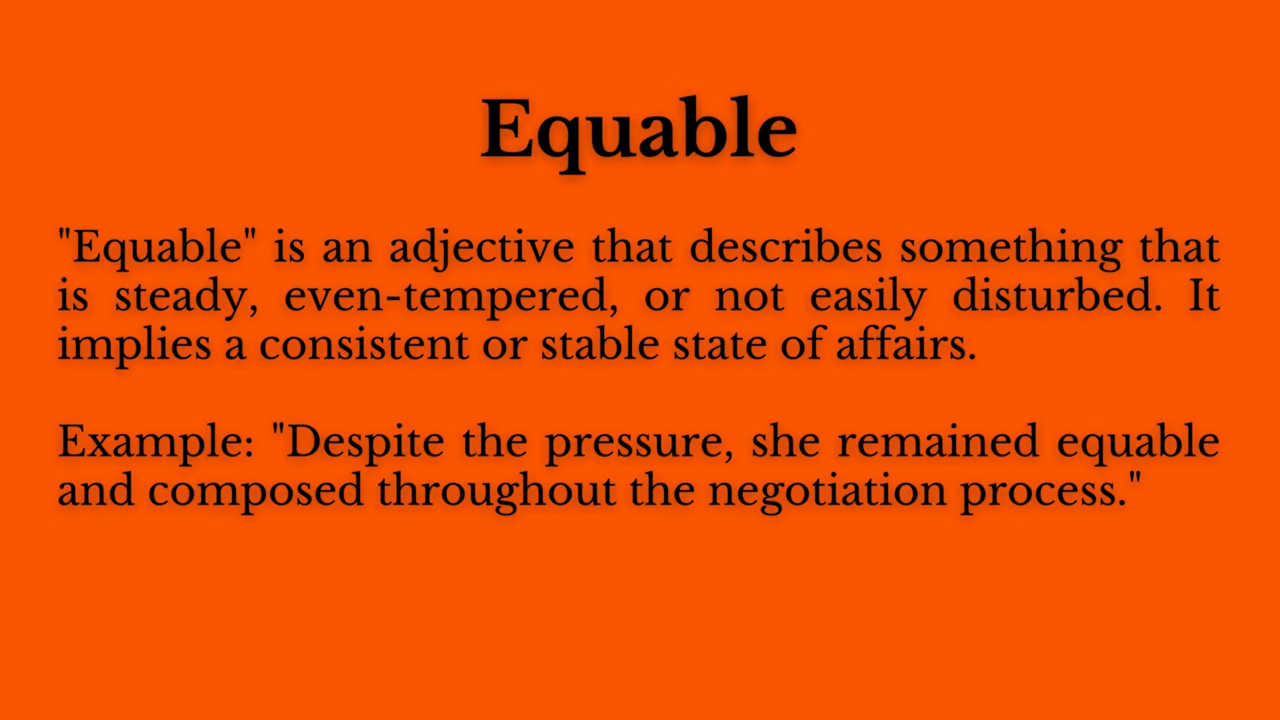 Equable
"Equable" is an adjective that describes something that
is steady, even-tempered, or not easily disturbed. It
implies a consistent or stable state of affairs.
Example: "Despite the pressure, she remained equable
and composed throughout the negotiation process."